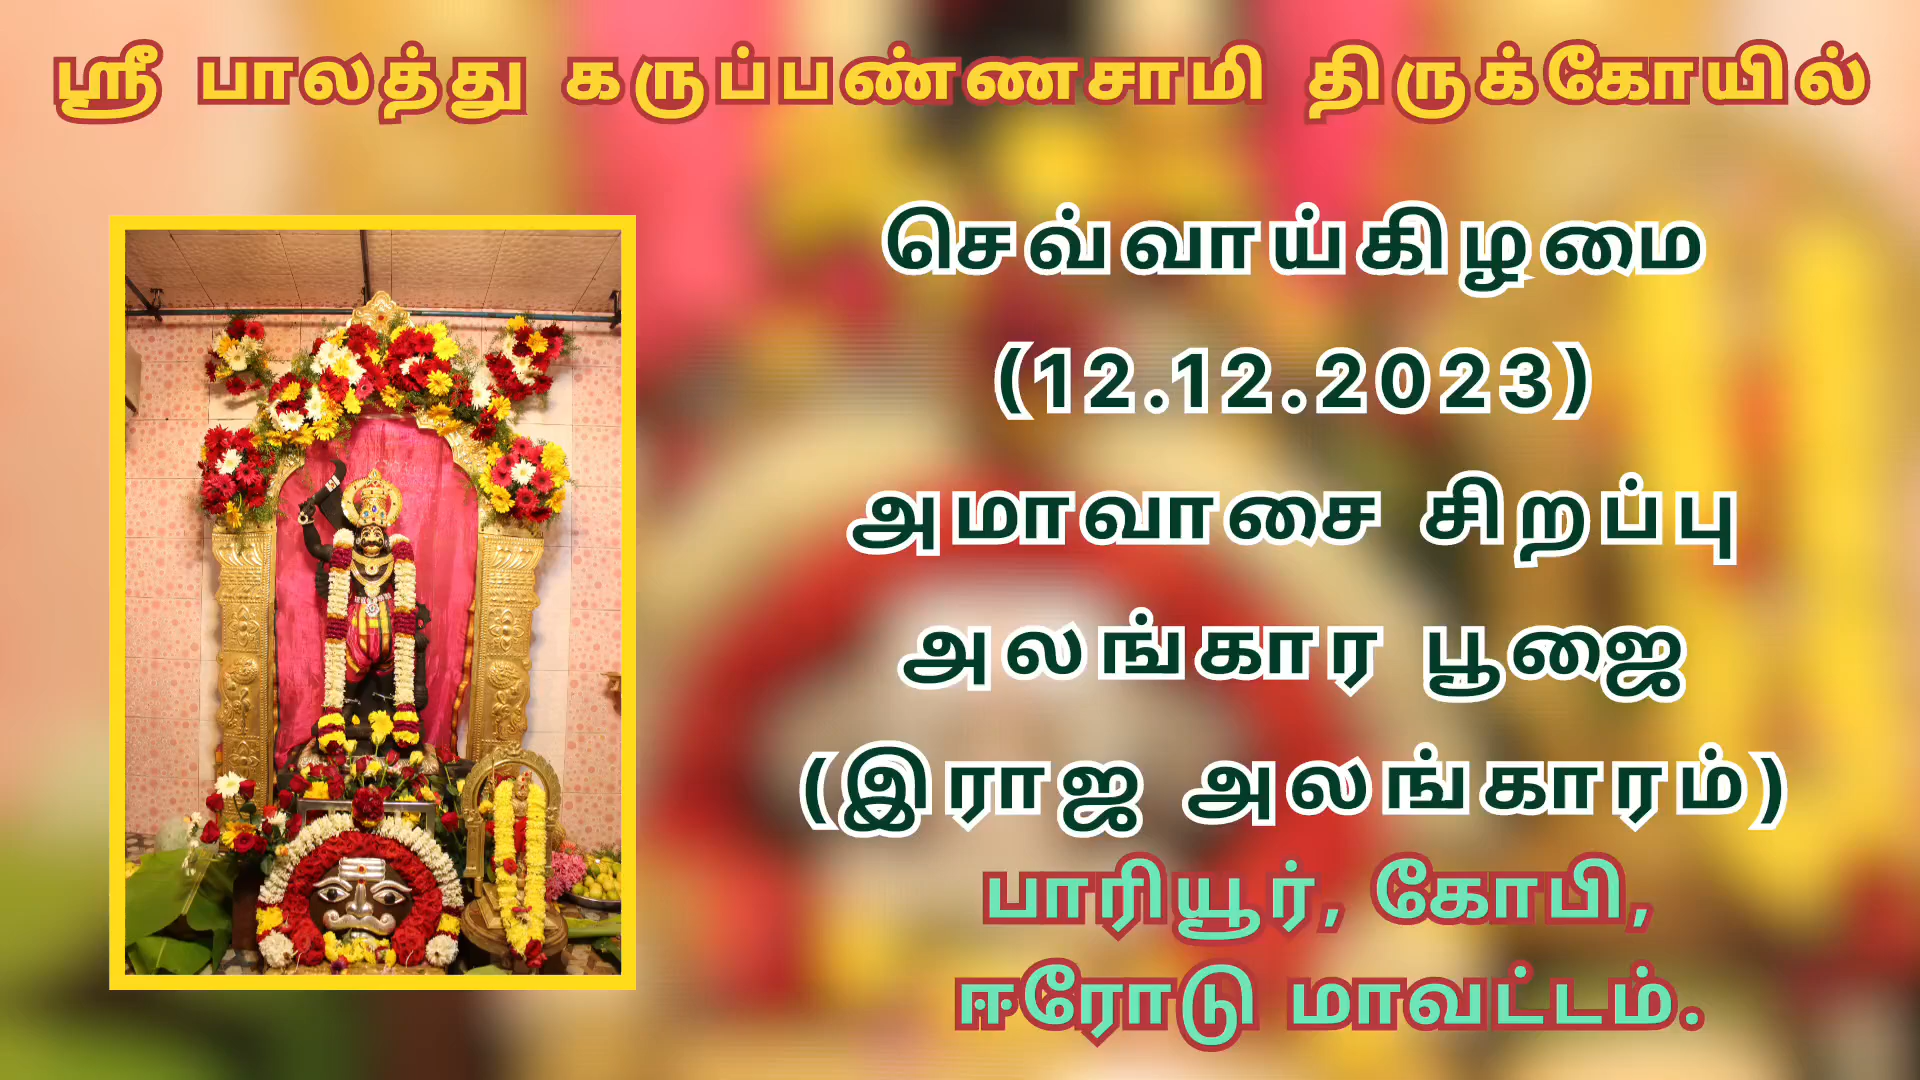 ஸ்ரீ பாலத்து கருப்பண்ணசாமி திருக்கோயில்
செவ்வாய்கிழமை
(12.12.2023)
அமாவாசை சிறப்பு
அலங்கார பூஜை
(இராஜ அலங்காரம்)
பாரியூர், கோபி,
ஈரோடு மாவட்டம்.